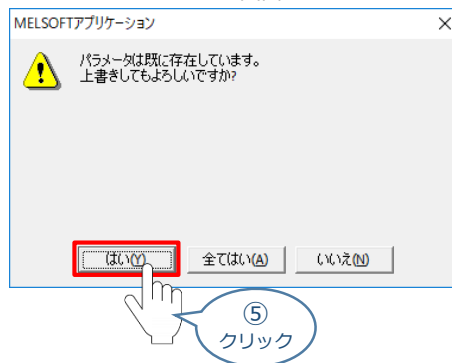 MELSOFTアプリケーション
パラメータは既に存在しています。
上書きしてもよろしいですか?
はい(Y) 全てはい(A) いいえ(N)
⑤
クリック